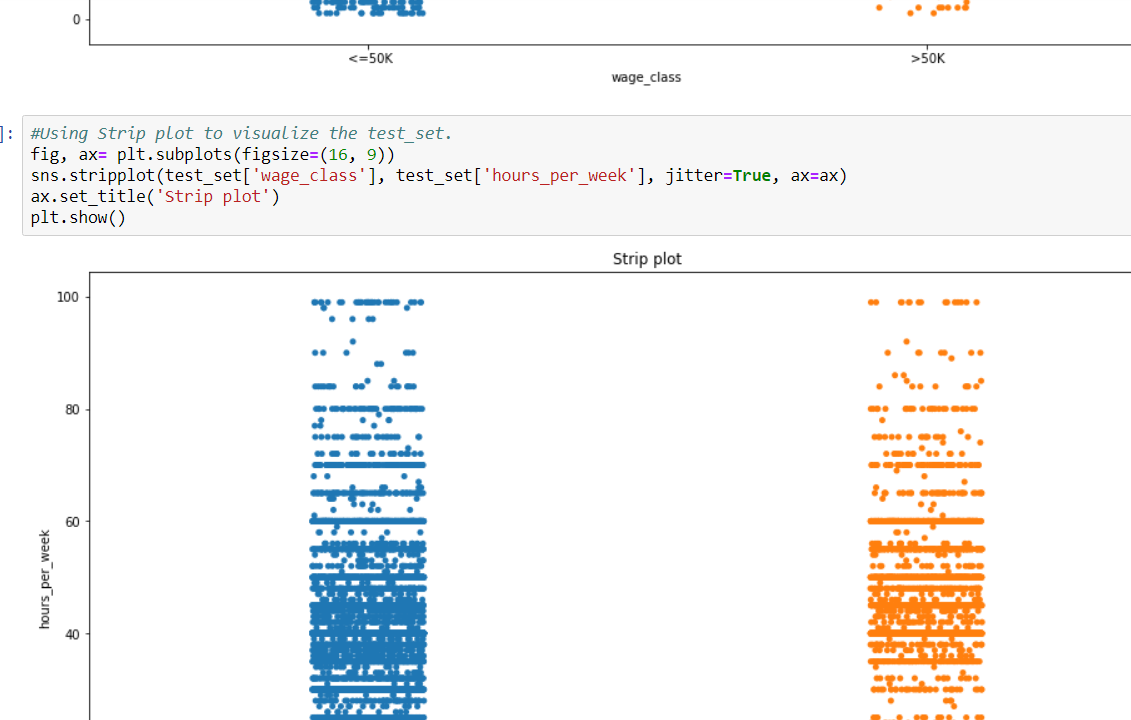 0
<=50K >50K
wage_class
]:
#Using Strip plot to visualize the test_set.
fig, ax= plt.subplots(figsize=(16, 9))
sns.stripplot(test_set['wage_class'], test_set['hours_per_week'], jitter=True, ax=ax)
ax.set_title('Strip plot')
plt.show()
Strip plot
100
80
60
hours_per_week
40